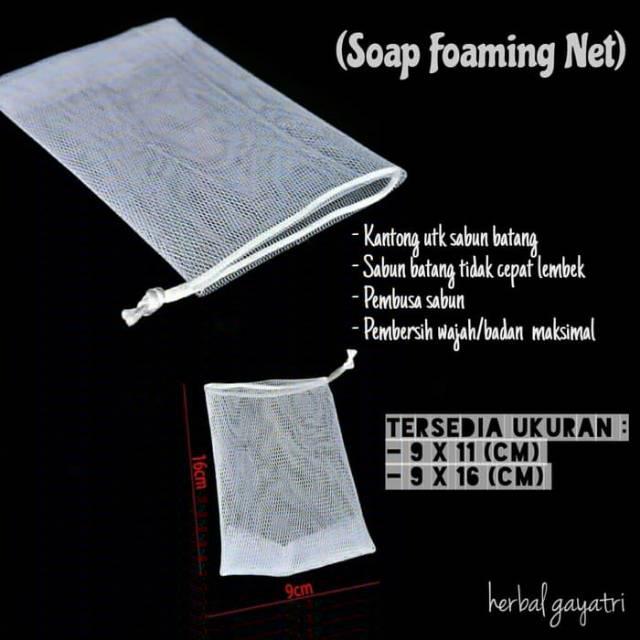 (Soap Foaming Net)
- Kantong utk sabun batang
- Sabun batang tidak cepat lembek
- Pembusa sabun
- Pembersih wajah/badan maksimal
TERSEDIA UKURAN :
- 9 X 11 (CM)
- 9 X 16 (CM)
16cm
9cm
herbal gayatri